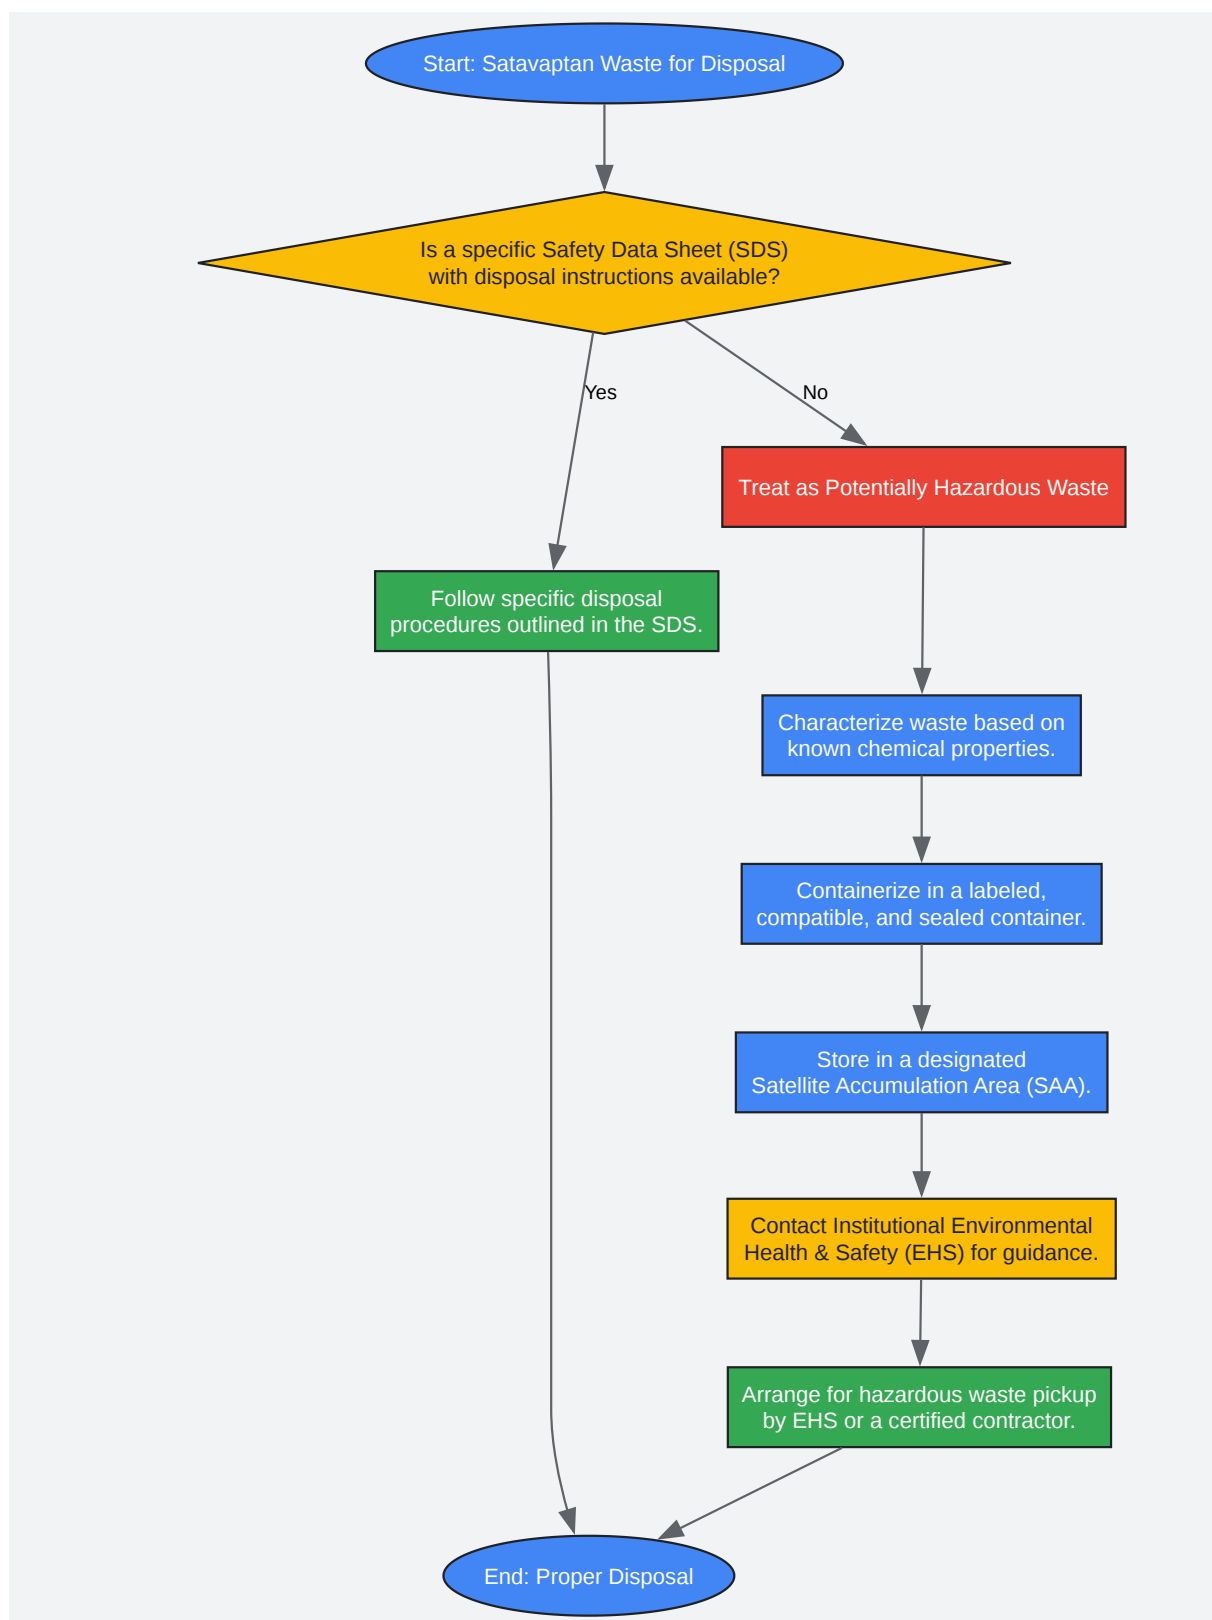 Start: Satavaptan Waste for Disposal
Is a specific Safety Data Sheet (SDS)
with disposal instructions available?
Yes
No
Treat as Potentially Hazardous Waste
Follow specific disposal
procedures outlined in the SDS.
Characterize waste based on
known chemical properties.
Containerize in a labeled,
compatible, and sealed container.
Store in a designated
Satellite Accumulation Area (SAA).
Contact Institutional Environmental
Health & Safety (EHS) for guidance.
Arrange for hazardous waste pickup
by EHS or a certified contractor.
End: Proper Disposal